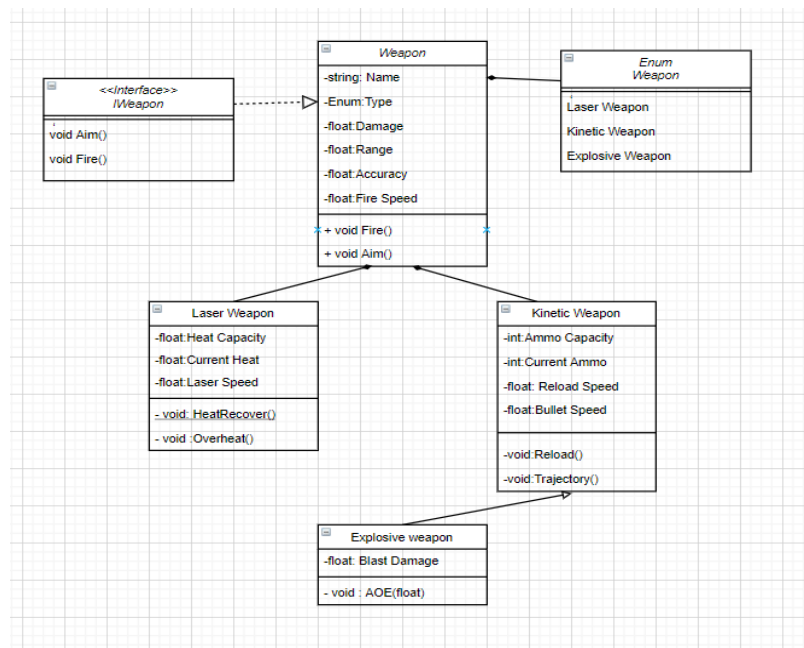 Weapon
-string: Name
-Enum:Type
-float:Damage
-float:Range
-float:Accuracy
-float:Fire Speed
+ void Fire()
+ void Aim()
Enum
Weapon
Laser Weapon
Kinetic Weapon
Explosive Weapon
<<Interface>>
IWeapon
void Aim()
void Fire()
Laser Weapon
-float:Heat Capacity
-float:Current Heat
-float:Laser Speed
- void: HeatRecover()
- void :Overheat()
Kinetic Weapon
-int:Ammo Capacity
-int:Current Ammo
-float: Reload Speed
-float:Bullet Speed
-void:Reload()
-void:Trajectory()
Explosive weapon
-float: Blast Damage
- void : AOE(float)